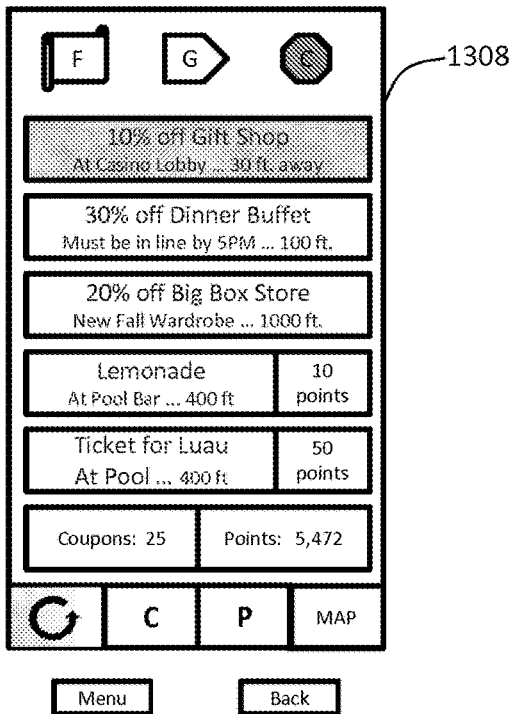 F G C
1308
10% off Gift Shop
At Casino Lobby ... 30 ft. away
30% off Dinner Buffet
Must be in line by 5PM ... 100 ft.
20% off Big Box Store
New Fall Wardrobe ... 1000 ft.
Lemonade
At Pool Bar ... 400 ft
10
points
Ticket for Luau
At Pool ... 400 ft
50
points
Coupons: 25 Points: 5,472
C P MAP
Menu Back